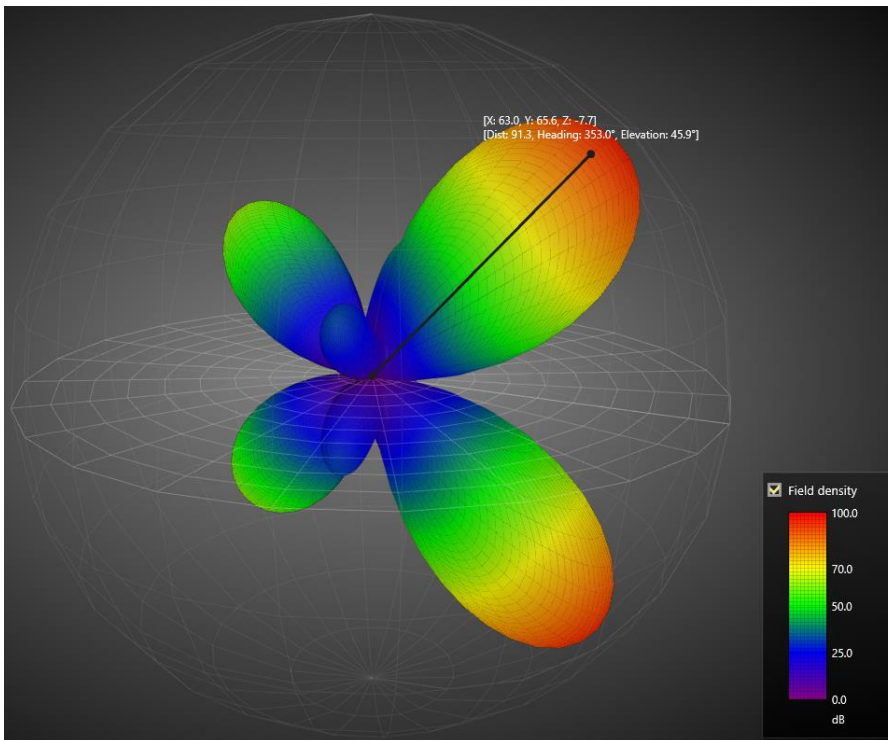 [X: 63.0, Y: 65.6, Z: -7.7]
[Dist: 91.3, Heading: 353.0°, Elevation: 45.9°]
Field density
100.0
70.0
50.0
25.0
0.0
dB